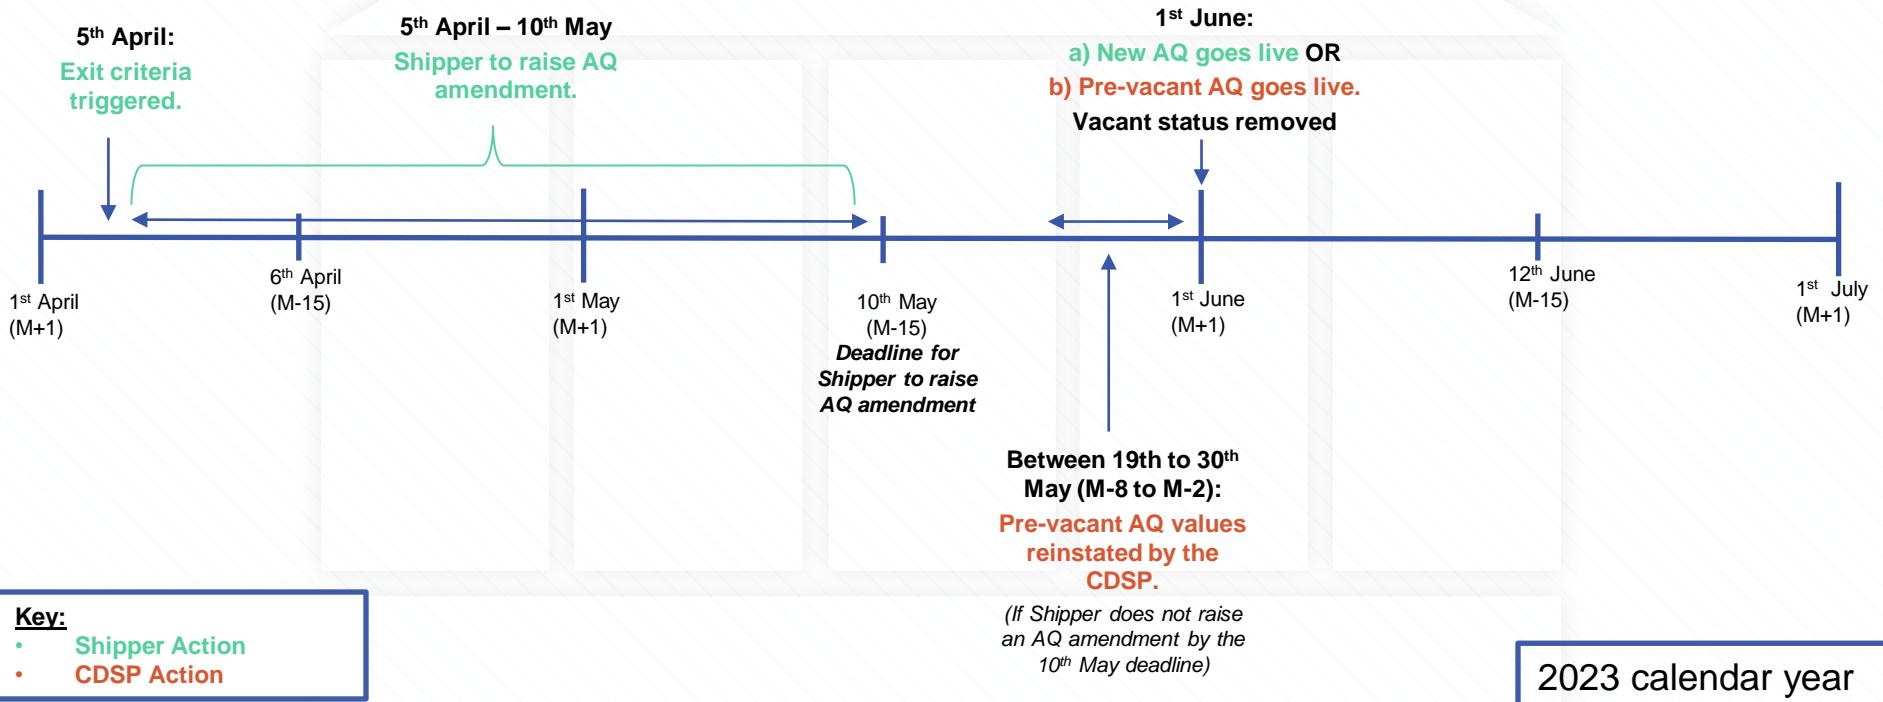 5th April:
Exit criteria
triggered.
5th April – 10th May
Shipper to raise AQ
amendment.
1st June:
a) New AQ goes live OR
b) Pre-vacant AQ goes live.
Vacant status removed
1st April
(M+1)
6th April
(M-15)
1st May
(M+1)
10th May
(M-15)
Deadline for
Shipper to raise
AQ amendment
1st June
(M+1)
12th June
(M-15)
1st July
(M+1)
Between 19th to 30th
May (M-8 to M-2):
Pre-vacant AQ values
reinstated by the
CDSP.
(If Shipper does not raise
an AQ amendment by the
10th May deadline)
Key:
• Shipper Action
• CDSP Action
2023 calendar year